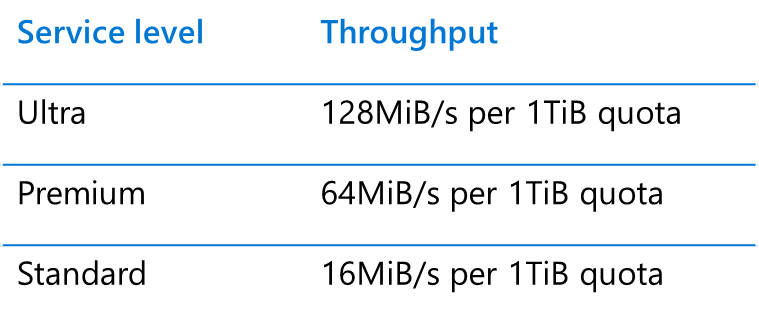 Service level Throughput
Ultra 128MiB/s per 1TiB quota
Premium 64MiB/s per 1TiB quota
Standard 16MiB/s per 1TiB quota